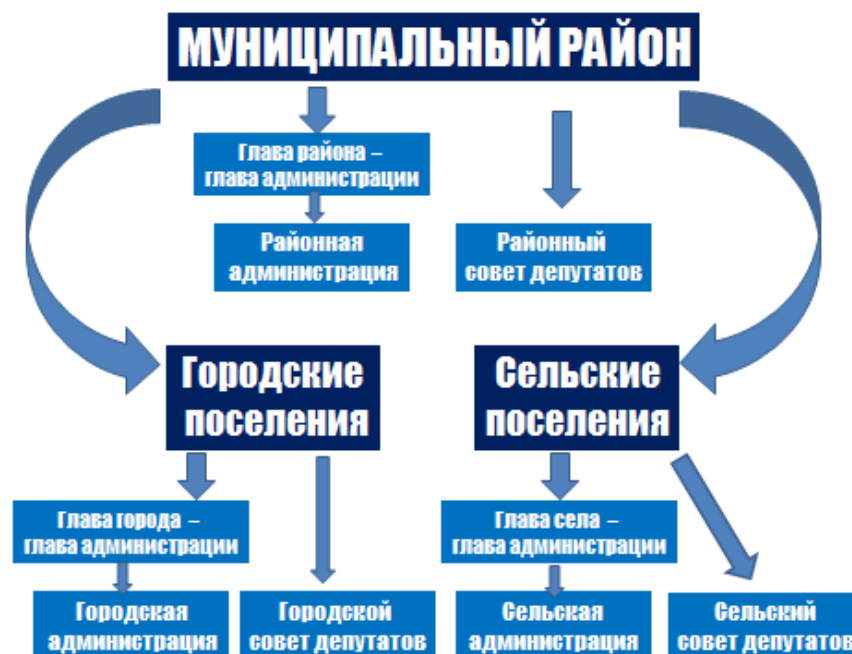 МУНИЦИПАЛЬНЫЙ РАЙОН
Глава района –
глава администрации
Районная
администрация
Районный
совет депутатов
Городские
поселения
Сельские
поселения
Глава города –
глава администрации
Глава села –
глава администрации
Городская
администрация
Городской
совет депутатов
Сельская
администрация
Сельский
совет депутатов